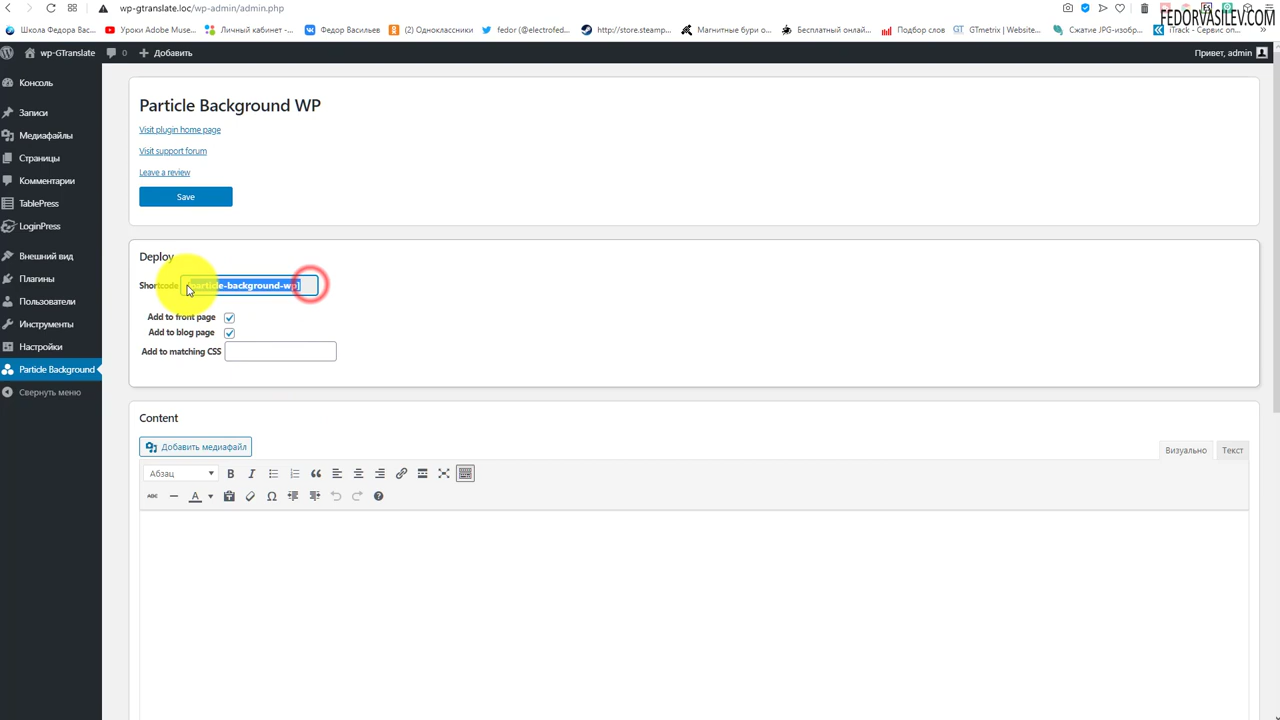 wp-gtranslate.loc/wp-admin/admin.php
FEDORVASILEV.COM
Школа Федора Вас...
Уроки Adobe Muse...
Личный кабинет -...
Федор Васильев
(2) Одноклассники
fedor (@electrofed...
http://store.steamp...
Магнитные бури о...
Бесплатный онлай...
Подбор слов
GTmetrix | Website...
Сжатие JPG-изобр...
iTrack - Сервис оп...
wp-GTranslate
0
Добавить
Привет, admin
Консоль
Записи
Медиафайлы
Страницы
Комментарии
TablePress
LoginPress
Внешний вид
Плагины
Пользователи
Инструменты
Настройки
Particle Background
Свернуть меню
Particle Background WP
Visit plugin home page
Visit support forum
Leave a review
Save
Deploy
Shortcode [particle-background-wp]
Add to front page
Add to blog page
Add to matching CSS
Content
Добавить медиафайл
Визуально Текст
Абзац
B I
ABC A